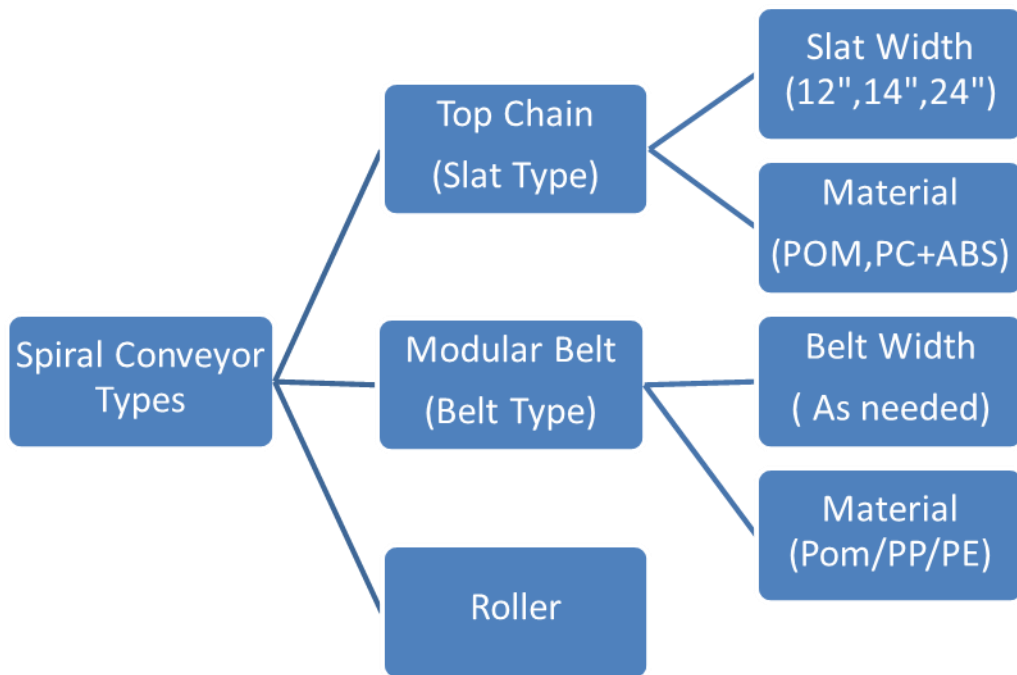 Spiral Conveyor
Types
Top Chain
(Slat Type)
Slat Width
(12",14",24")
Material
(POM,PC+ABS)
Modular Belt
(Belt Type)
Belt Width
( As needed)
Material
(Pom/PP/PE)
Roller